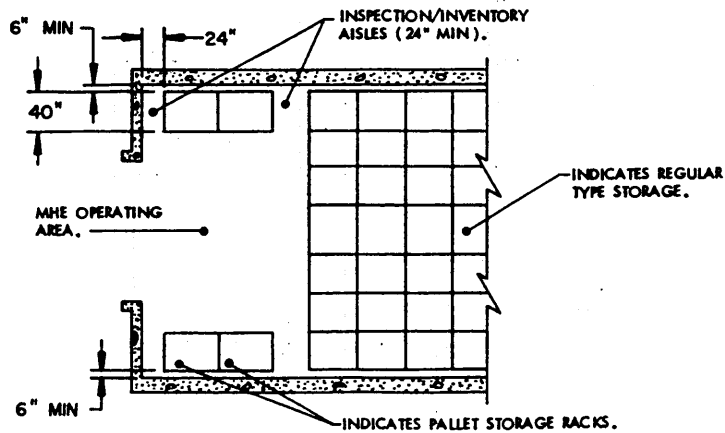 6" MIN
24"
INSPECTION/INVENTORY
AISLES (24" MIN).
40"
INDICATES REGULAR
TYPE STORAGE.
MHE OPERATING
AREA.
6" MIN
INDICATES PALLET STORAGE RACKS.